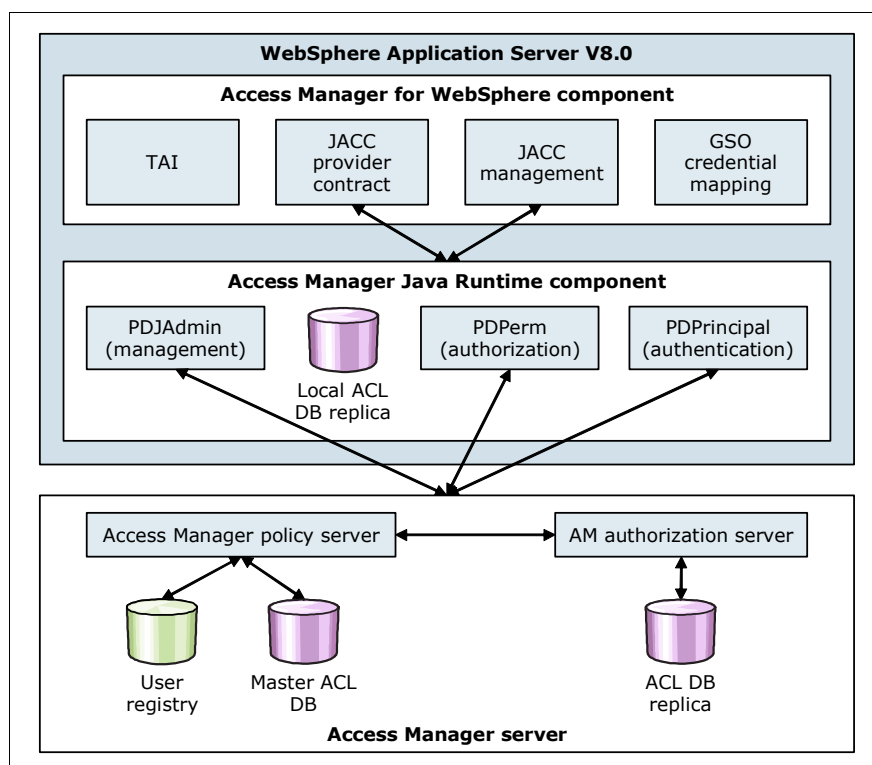 WebSphere Application Server V8.0
Access Manager for WebSphere component
TAI
JACC
provider
contract
JACC
management
GSO
credential
mapping
Access Manager Java Runtime component
PDJAdmin
(management)
Local ACL
DB replica
PDPerm
(authorization)
PDPrincipal
(authentication)
Access Manager policy server
AM authorization server
User
registry
Master ACL
DB
ACL DB
replica
Access Manager server